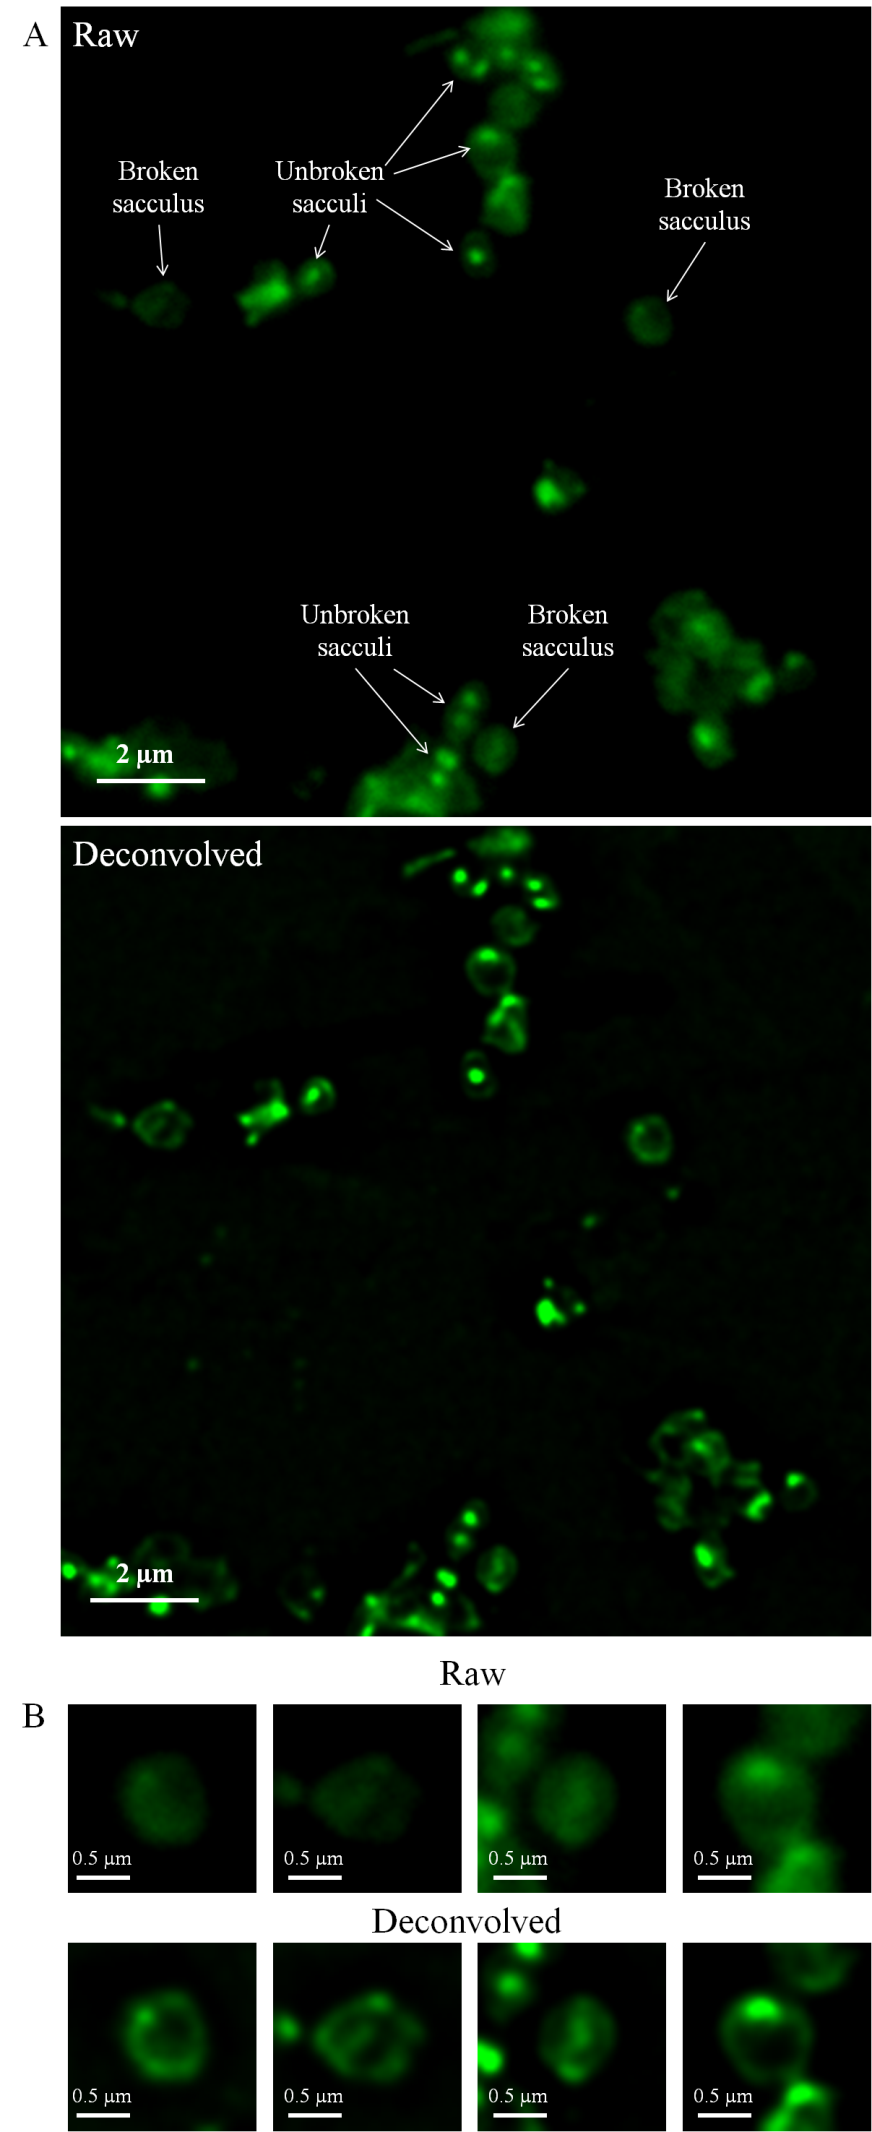 A
Raw
Broken
sacculus
Unbroken
sacculi
Broken
sacculus
Unbroken
sacculi
Broken
sacculus
2 µm
Deconvolved
2 µm
Raw
B
0.5 µm
0.5 µm
0.5 µm
0.5 µm
Deconvolved
0.5 µm
0.5 µm
0.5 µm
0.5 µm